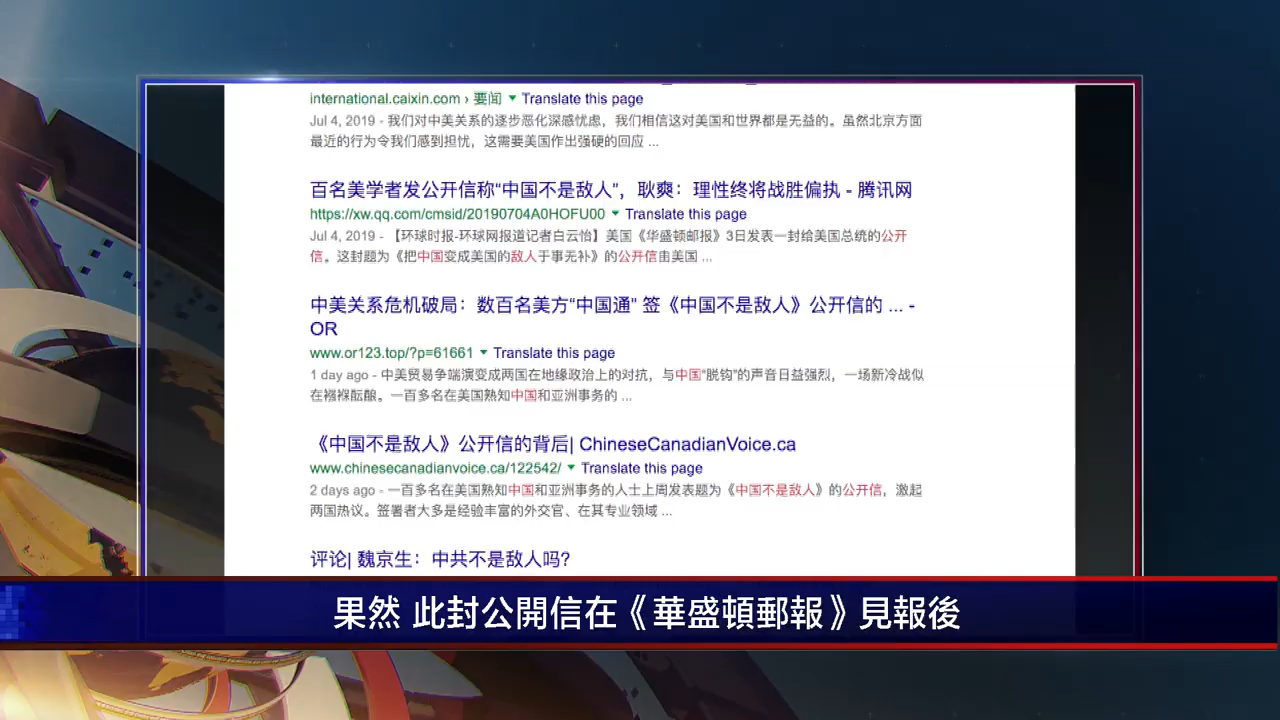 international.caixin.com › 要闻 ▾ Translate this page
Jul 4, 2019 - 我们对中美关系的逐步恶化深感忧虑，我们相信这对美国和世界都是无益的。虽然北京方面
最近的行为令我们感到担忧，这需要美国作出强硬的回应 ...
百名美学者发公开信称“中国不是敌人”，耿爽：理性终将战胜偏执 - 腾讯网
https://xw.qq.com/cmsid/20190704A0HOFU00 ▾ Translate this page
Jul 4, 2019 - 【环球时报-环球网报道记者白云怡】美国《华盛顿邮报》3日发表一封给美国总统的公开
信。这封题为《把中国变成美国的敌人于事无补》的公开信由美国 ...
中美关系危机破局：数百名美方“中国通” 签《中国不是敌人》公开信的 ... -
OR
www.or123.top/?p=61661 ▾ Translate this page
1 day ago - 中美贸易争端演变成两国在地缘政治上的对抗，与中国“脱钩”的声音日益强烈，一场新冷战似
在襁褓酝酿。一百多名在美国熟知中国和亚洲事务的 ...
《中国不是敌人》公开信的背后| ChineseCanadianVoice.ca
www.chinesecanadianvoice.ca/122542/ ▾ Translate this page
2 days ago - 一百多名在美国熟知中国和亚洲事务的人士上周发表题为《中国不是敌人》的公开信，激起
两国热议。签署者大多是经验丰富的外交官、在其专业领域 ...
评论| 魏京生：中共不是敌人吗?
果然 此封公開信在《華盛頓郵報》見報後